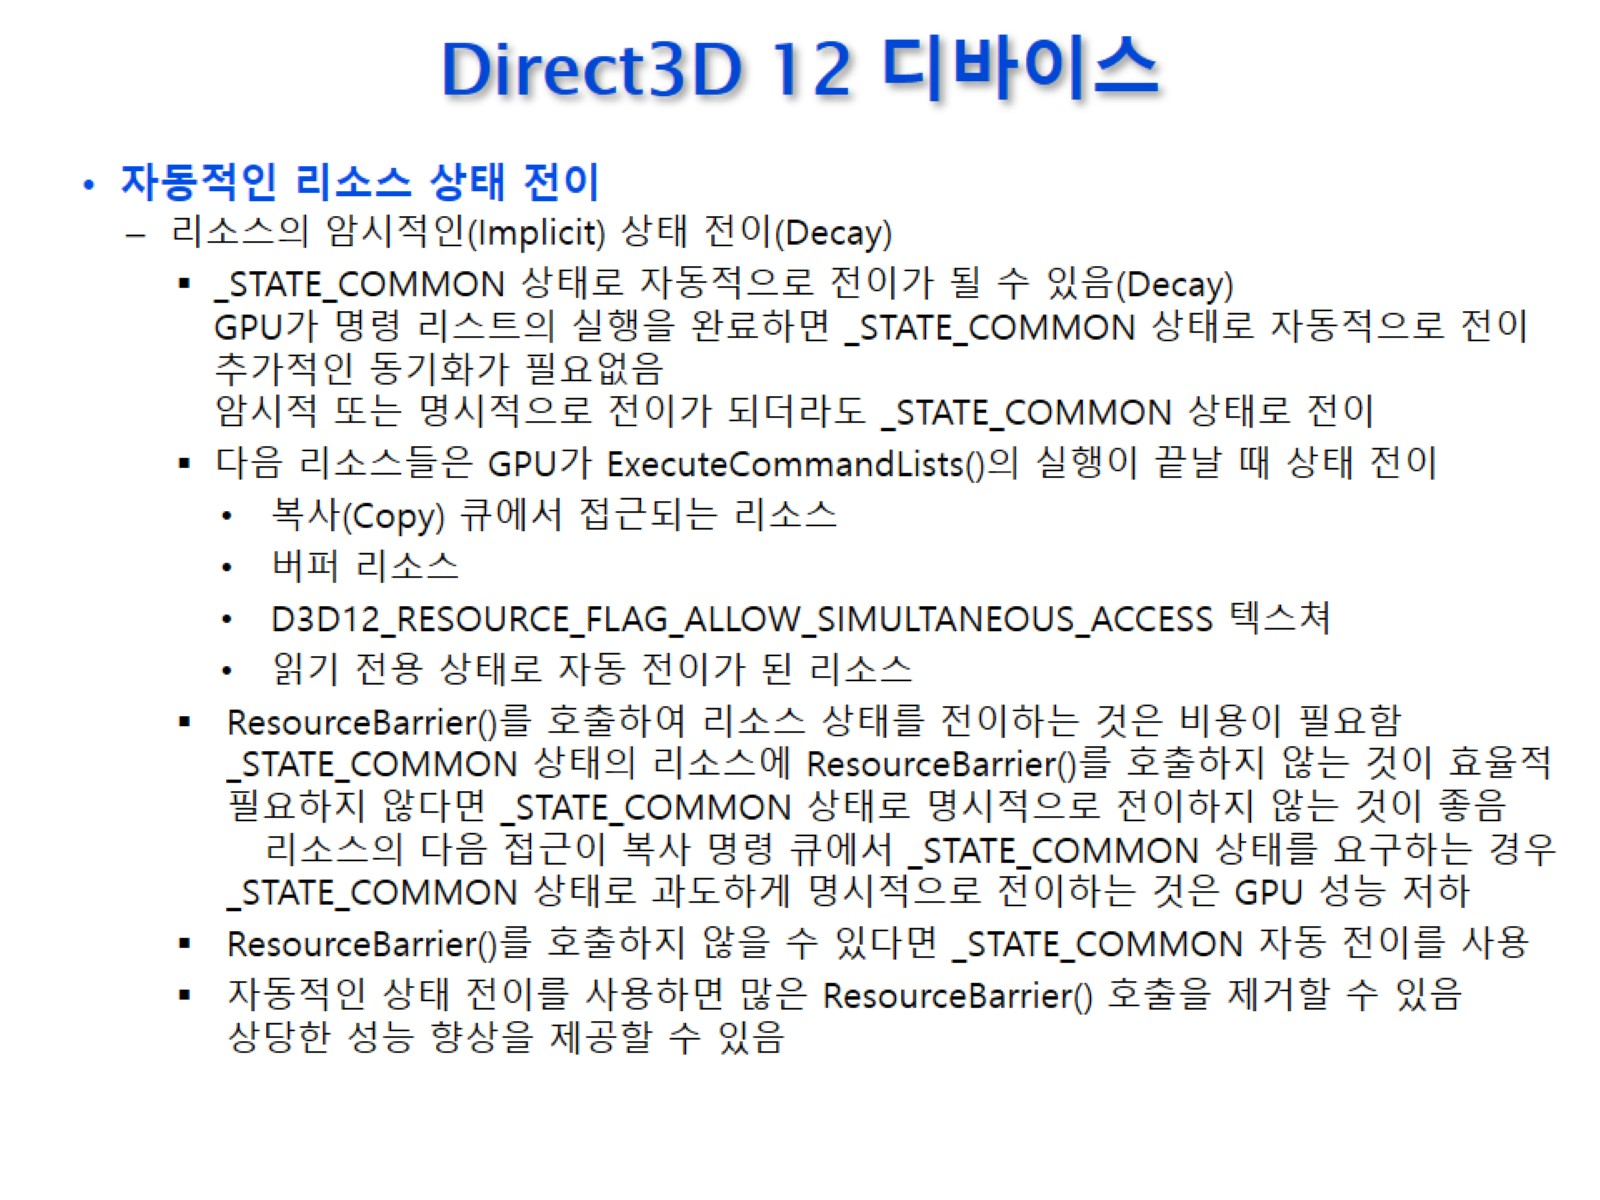 Direct3D 12 디바이스
• 자동적인 리소스 상태 전이
– 리소스의 암시적인(Implicit) 상태 전이(Decay)
▪ _STATE_COMMON 상태로 자동적으로 전이가 될 수 있음(Decay)
GPU가 명령 리스트의 실행을 완료하면 _STATE_COMMON 상태로 자동적으로 전이
추가적인 동기화가 필요없음
암시적 또는 명시적으로 전이가 되더라도 _STATE_COMMON 상태로 전이
▪ 다음 리소스들은 GPU가 ExecuteCommandLists()의 실행이 끝날 때 상태 전이
• 복사(Copy) 큐에서 접근되는 리소스
• 버퍼 리소스
• D3D12_RESOURCE_FLAG_ALLOW_SIMULTANEOUS_ACCESS 텍스쳐
• 읽기 전용 상태로 자동 전이가 된 리소스
▪ ResourceBarrier()를 호출하여 리소스 상태를 전이하는 것은 비용이 필요함
_STATE_COMMON 상태의 리소스에 ResourceBarrier()를 호출하지 않는 것이 효율적
필요하지 않다면 _STATE_COMMON 상태로 명시적으로 전이하지 않는 것이 좋음
리소스의 다음 접근이 복사 명령 큐에서 _STATE_COMMON 상태를 요구하는 경우
_STATE_COMMON 상태로 과도하게 명시적으로 전이하는 것은 GPU 성능 저하
▪ ResourceBarrier()를 호출하지 않을 수 있다면 _STATE_COMMON 자동 전이를 사용
▪ 자동적인 상태 전이를 사용하면 많은 ResourceBarrier() 호출을 제거할 수 있음
상당한 성능 향상을 제공할 수 있음